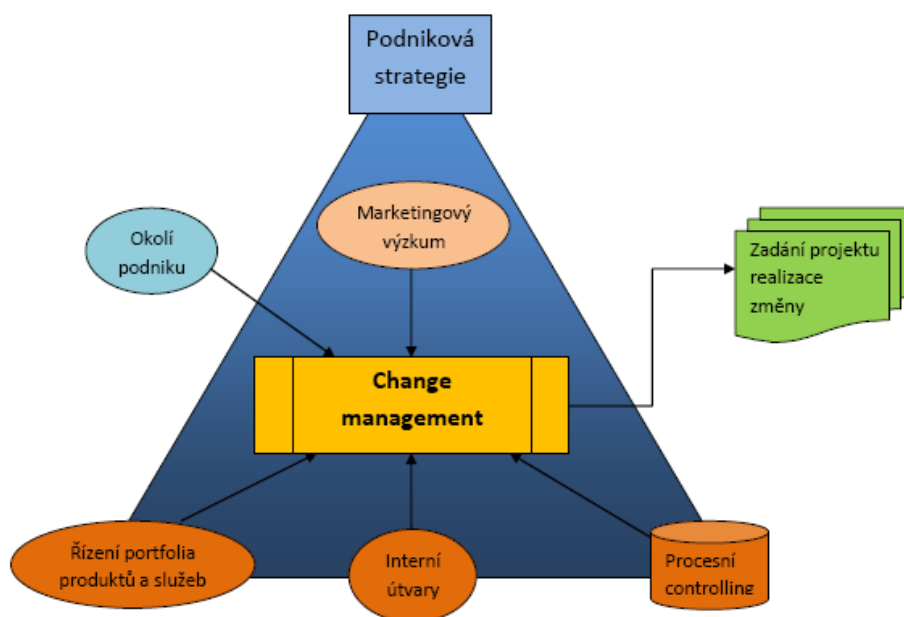 Podniková
strategie
Marketingový
výzkum
Okolí
podniku
Zadání projektu
realizace
změny
Change
management
Řízení portfolia
produktů a služeb
Interní
útvary
Procesní
controlling